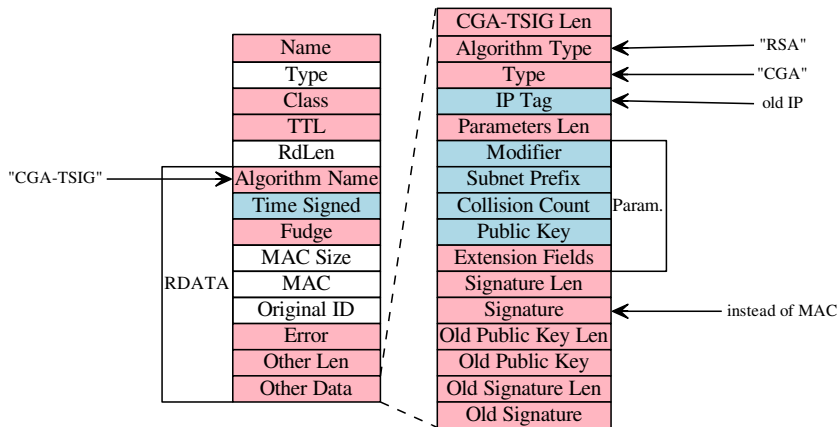 Name
Type
Class
TTL
RdLen
"CGA-TSIG"
Algorithm Name
Time Signed
Fudge
MAC Size
RDATA
MAC
Original ID
Error
Other Len
Other Data
CGA-TSIG Len
Algorithm Type
"RSA"
Type
"CGA"
IP Tag
old IP
Parameters Len
Modifier
Subnet Prefix
Collision Count
Param.
Public Key
Extension Fields
Signature Len
Signature
instead of MAC
Old Public Key Len
Old Public Key
Old Signature Len
Old Signature